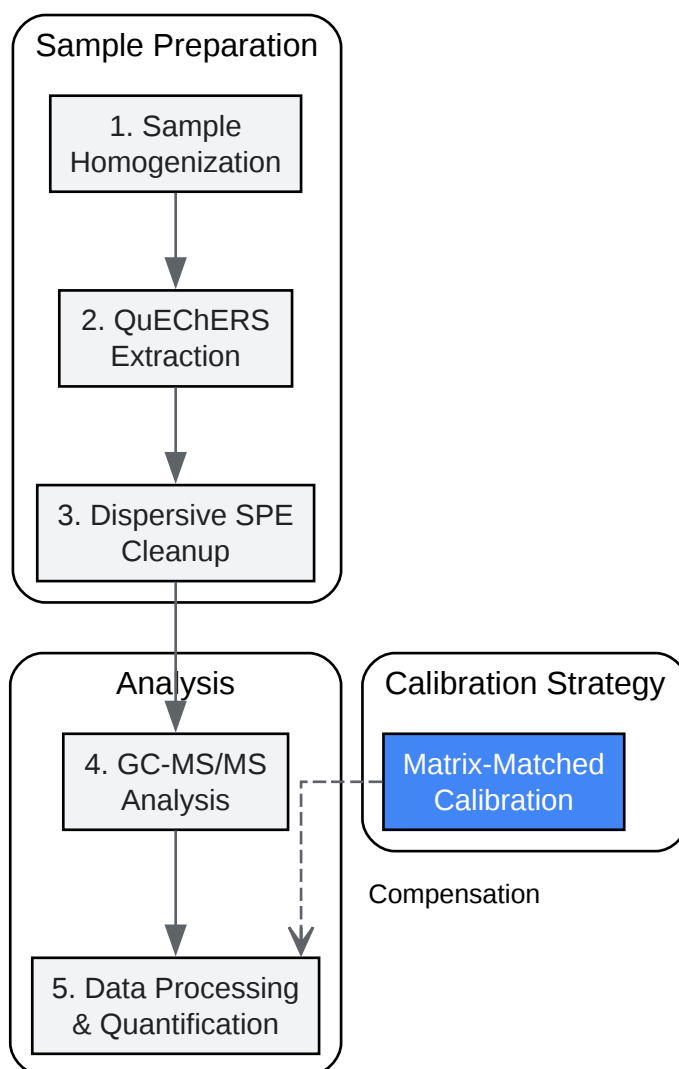 Sample Preparation
1. Sample
Homogenization
2. QuEChERS
Extraction
3. Dispersive SPE
Cleanup
Analysis
Calibration Strategy
4. GC-MS/MS
Analysis
Matrix-Matched
Calibration
Compensation
5. Data Processing
& Quantification